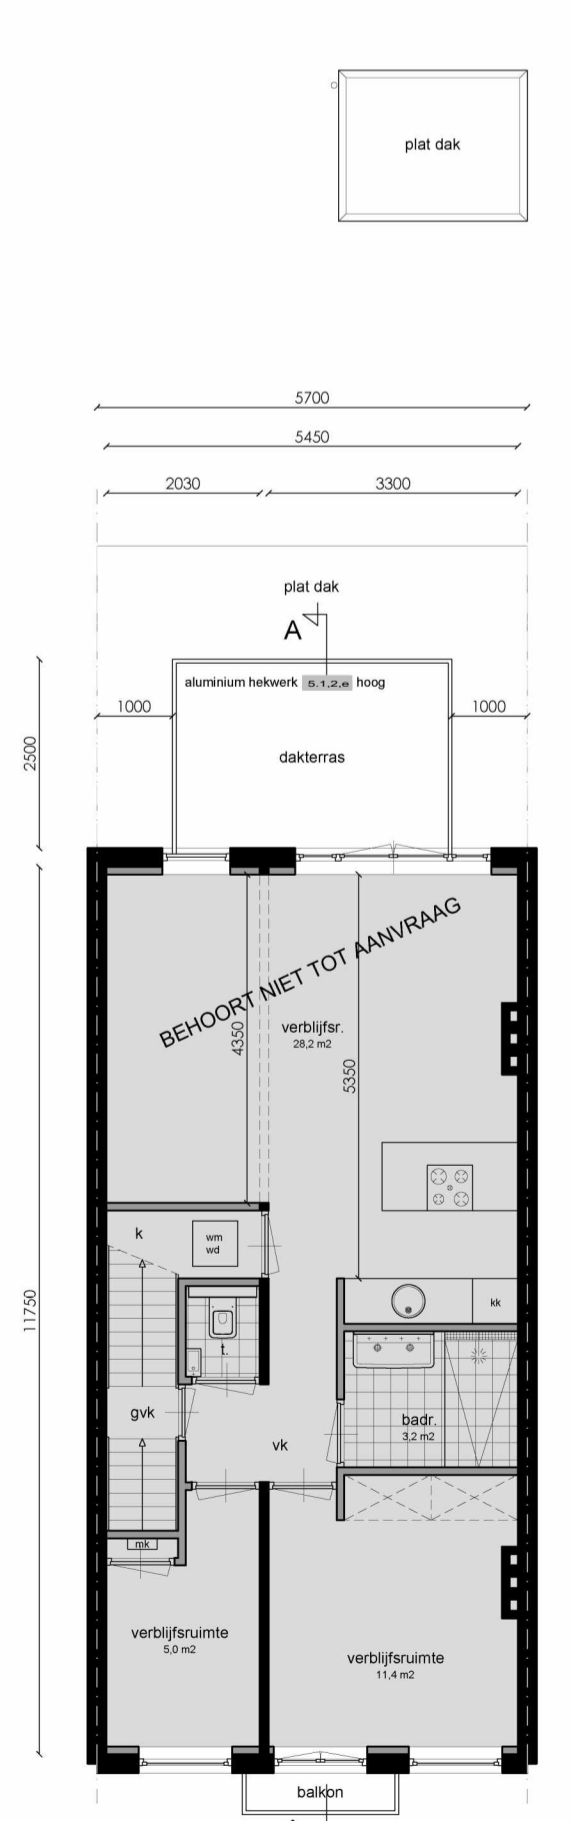 plat dak
5700
5450
2030
3300
plat dak
A
aluminium hekwerk 5.1,2,e hoog
1000
1000
2500
dakterras
BEHOORT NIET TOT AANVRAAG
verblijfsr.
28,2 m2
4350
5350
k
wm
wd
kk
t.
11750
gvk
badr.
3,2 m2
vk
mk
verblijfsruimte
5,0 m2
verblijfsruimte
11,4 m2
balkon